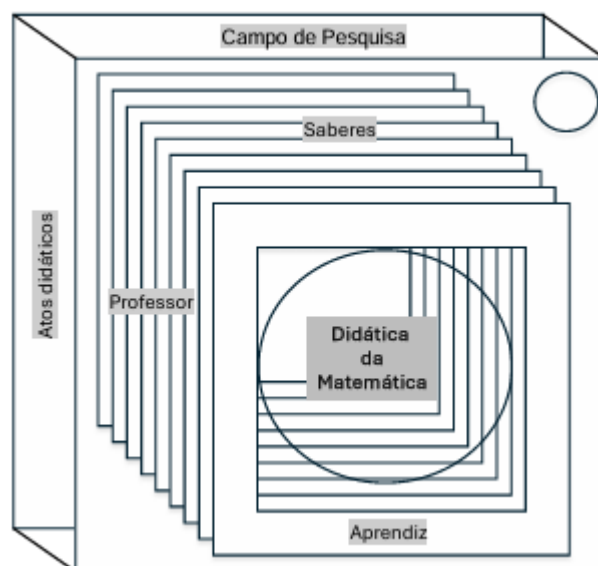 Campo de Pesquisa
Saberes
Atos didáticos
Professor
Didática
da
Matemática
Aprendiz